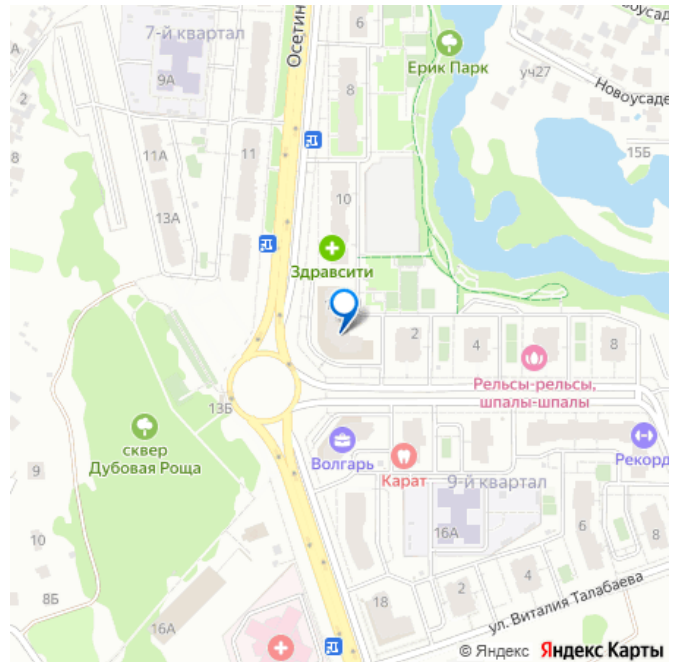 7-й квартал
9А
2
8
Осетин
6
Ерик Парк
уч27
Новоусаде
15Б
8
11А
11
13А
10
Здравсити
2
4
8
Рельсы-рельсы,
шпалы-шпалы
13Б
сквер
Дубовая Роща
9
Волгарь
Карат
9-й квартал
Рекорд
16А
10
8Б
16А
18
2
4
6
8
ул. Виталия Талабаева
© Яндекс Яндекс Карты